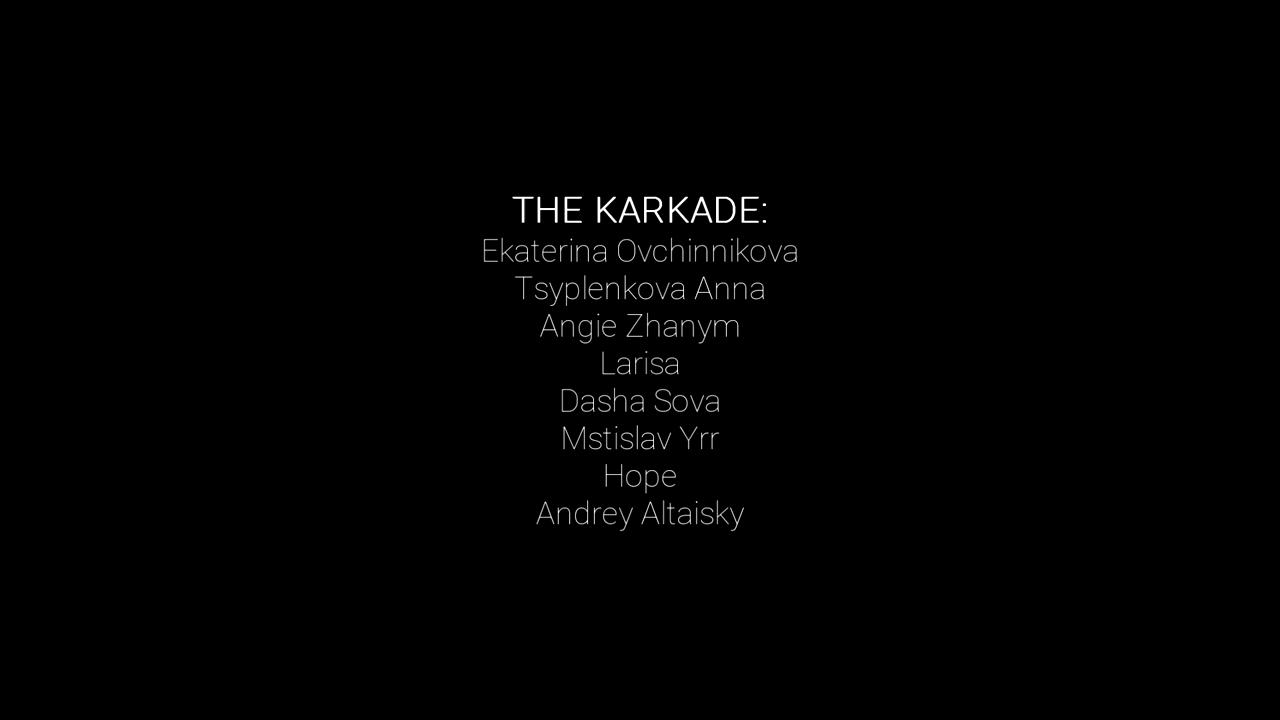 THE KARKADE:
Ekaterina Ovchinnikova
Tsyplenkova Anna
Angie Zhanym
Larisa
Dasha Sova
Mstislav Yrr
Hope
Andrey Altaisky